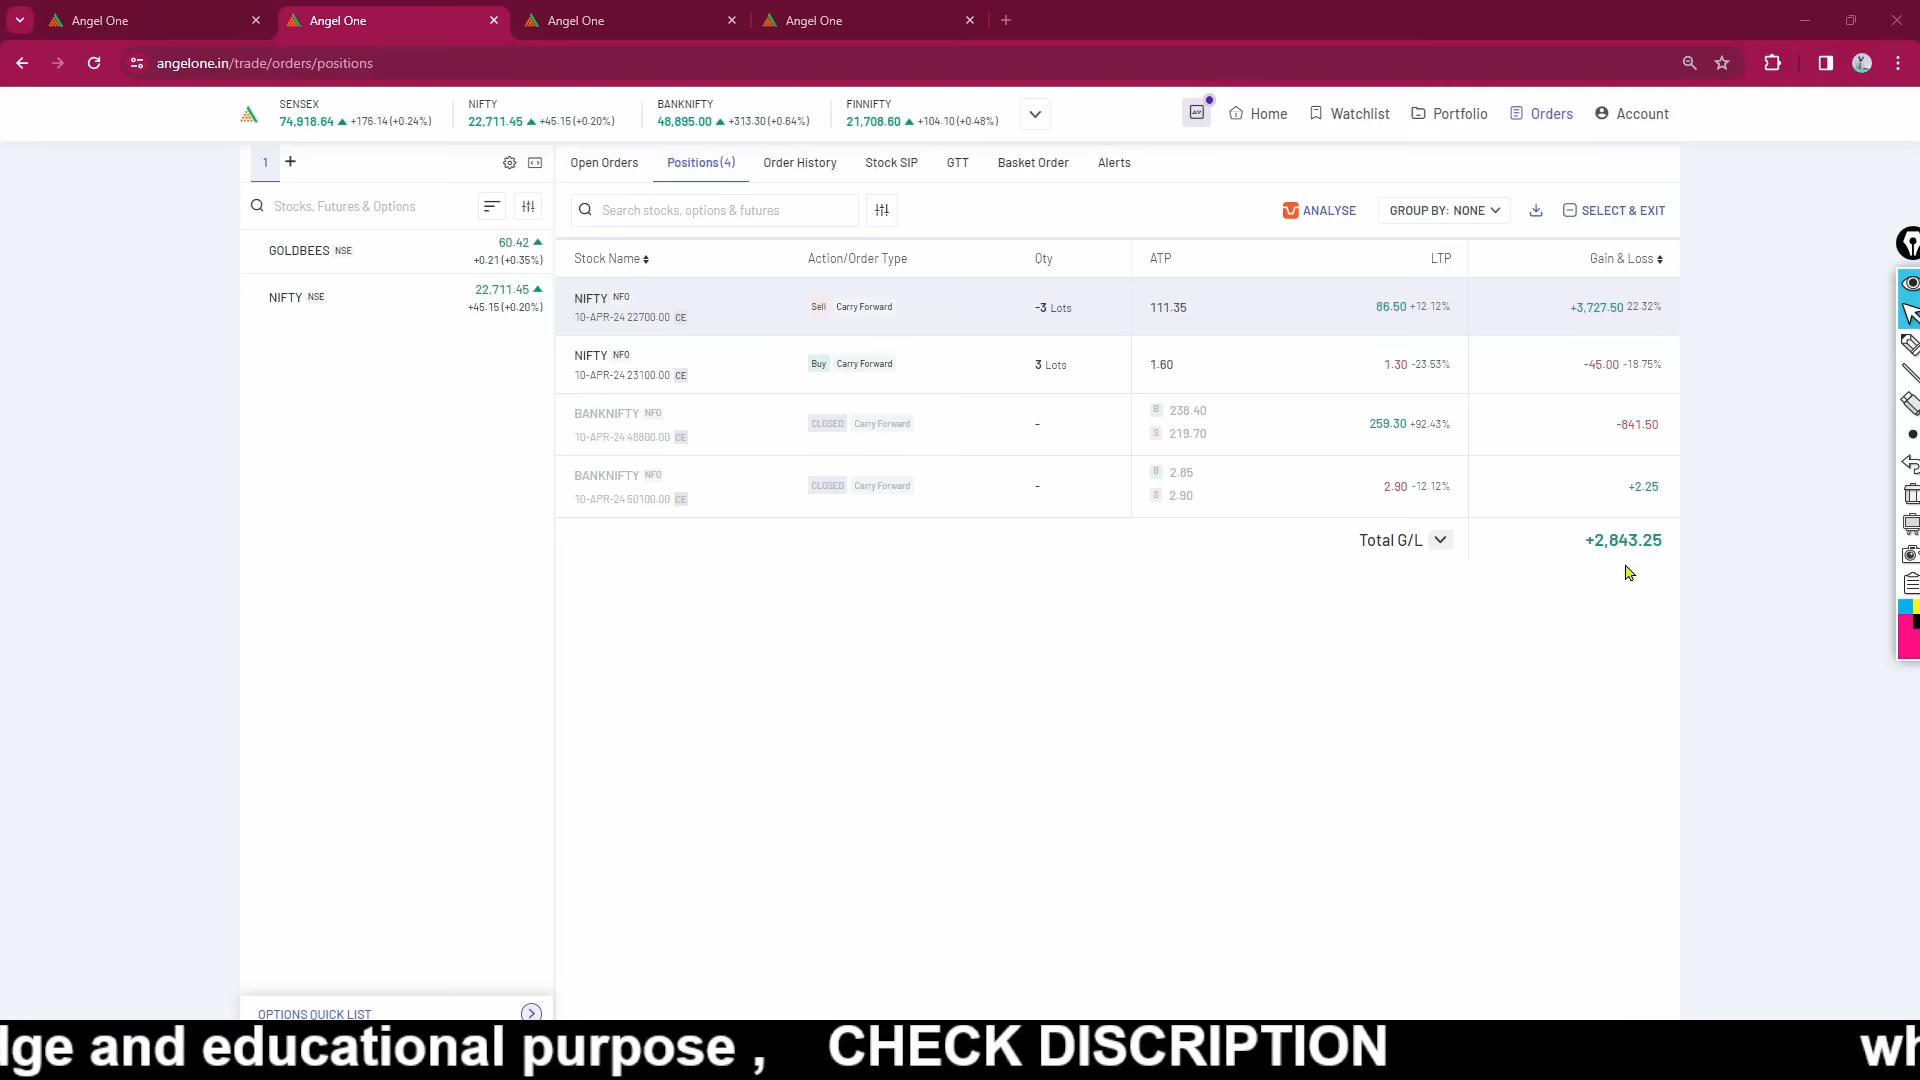 Angel One
Angel One
Angel One
Angel One
angelone.in/trade/orders/positions
SENSEX
74,918.64 +176.14 (+0.24%)
NIFTY
22,711.45 +45.15 (+0.20%)
BANKNIFTY
48,895.00 +313.30 (+0.64%)
FINNIFTY
21,708.60 +104.10 (+0.48%)
Home
Watchlist
Portfolio
Orders
Account
1 +
Stocks, Futures & Options
GOLDBEES NSE
60.42
+0.21 (+0.35%)
NIFTY NSE
22,711.45
+45.15 (+0.20%)
OPTIONS QUICK LIST
Open Orders Positions (4) Order History Stock SIP GTT Basket Order Alerts
Search stocks, options & futures
ANALYSE
GROUP BY: NONE
SELECT & EXIT
Stock Name Action/Order Type Qty ATP LTP Gain & Loss
NIFTY NFO
10-APR-24 22700.00 CE
Sell Carry Forward
-3 Lots
111.35
86.50 +12.12%
+3,727.50 22.32%
NIFTY NFO
10-APR-24 23100.00 CE
Buy Carry Forward
3 Lots
1.60
1.30 -23.53%
-45.00 -18.75%
BANKNIFTY NFO
10-APR-24 48800.00 CE
CLOSED Carry Forward
-
B 238.40
S 219.70
259.30 +92.43%
-841.50
BANKNIFTY NFO
10-APR-24 50100.00 CE
CLOSED Carry Forward
-
B 2.85
S 2.90
2.90 -12.12%
+2.25
Total G/L
+2,843.25
dge and educational purpose , CHECK DISCRIPTION wh